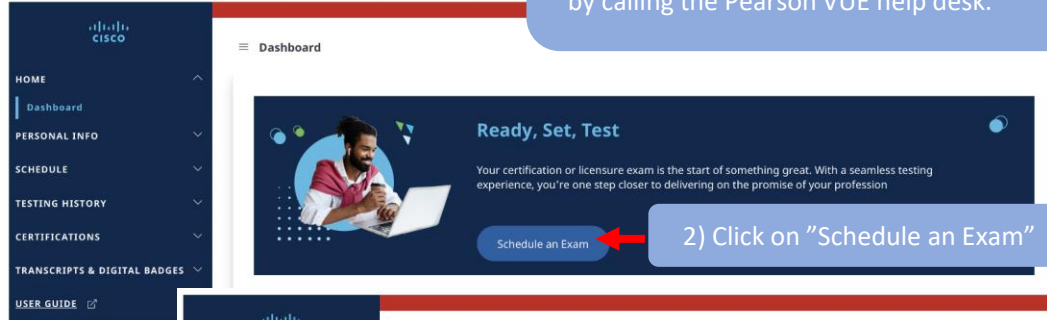 by calling the Pearson VUE help desk.
CISCO
Dashboard
HOME
Dashboard
PERSONAL INFO
SCHEDULE
TESTING HISTORY
CERTIFICATIONS
TRANSCRIPTS & DIGITAL BADGES
USER GUIDE
Ready, Set, Test
Your certification or licensure exam is the start of something great. With a seamless testing
experience, you're one step closer to delivering on the promise of your profession
Schedule an Exam
2) Click on ”Schedule an Exam”